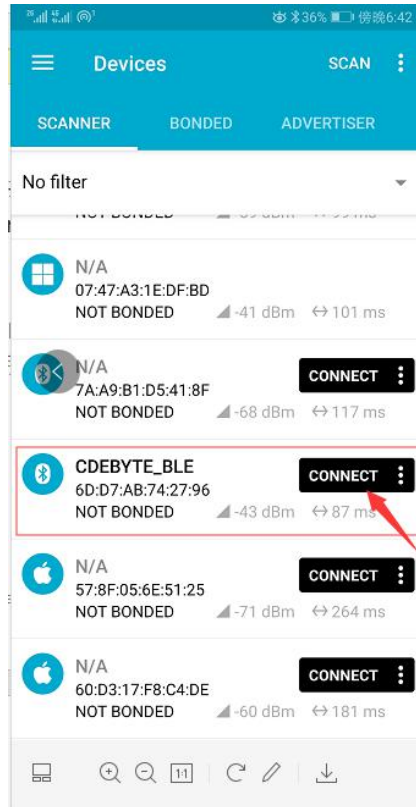 36% 傍晚6:42
Devices SCAN
SCANNER BONDED ADVERTISER
No filter
N/A
07:47:A3:1E:DF:BD
NOT BONDED -41 dBm 101 ms
N/A CONNECT
7A:A9:B1:D5:41:8F
NOT BONDED -68 dBm 117 ms
CDEBYTE_BLE CONNECT
6D:D7:AB:74:27:96
NOT BONDED -43 dBm 87 ms
N/A CONNECT
57:8F:05:6E:51:25
NOT BONDED -71 dBm 264 ms
N/A CONNECT
60:D3:17:F8:C4:DE
NOT BONDED -60 dBm 181 ms
1:1